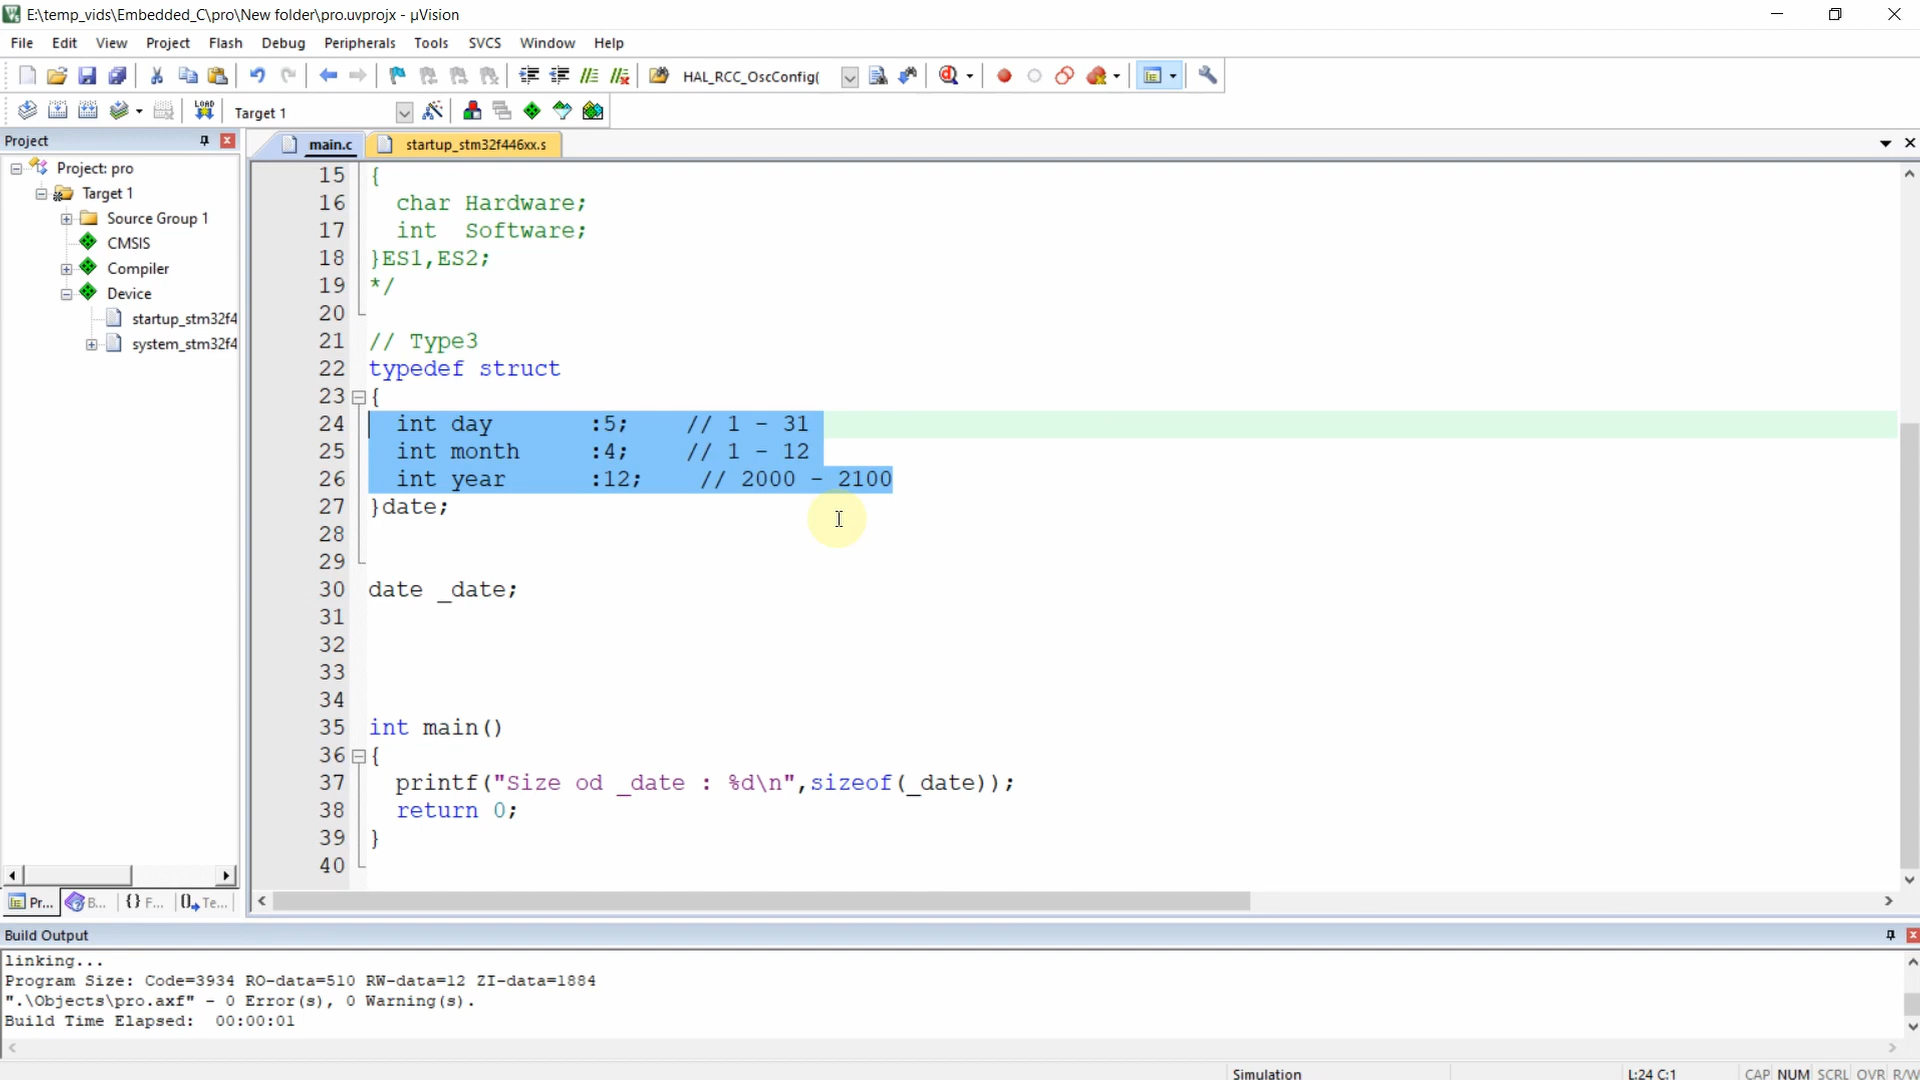 E:\temp_vids\Embedded_C\pro\New folder\pro.uvprojx - µVision
File Edit View Project Flash Debug Peripherals Tools SVCS Window Help
HAL_RCC_OscConfig(
LOAD Target 1
Project
main.c startup_stm32f446xx.s
Project: pro
Target 1
Source Group 1
CMSIS
Compiler
Device
startup_stm32f4
system_stm32f4
15 {
16 char Hardware;
17 int Software;
18 }ES1,ES2;
19 */
20
21 // Type3
22 typedef struct
23 {
24 int day :5; // 1 - 31
25 int month :4; // 1 - 12
26 int year :12; // 2000 - 2100
27 }date;
28
29
30 date _date;
31
32
33
34
35 int main()
36 {
37 printf("Size od _date : %d\n",sizeof(_date));
38 return 0;
39 }
40
Pr... B... {} F... Te...
Build Output
linking...
Program Size: Code=3934 RO-data=510 RW-data=12 ZI-data=1884
".\Objects\pro.axf" - 0 Error(s), 0 Warning(s).
Build Time Elapsed: 00:00:01
Simulation L:24 C:1 CAP NUM SCRL OVR R/W